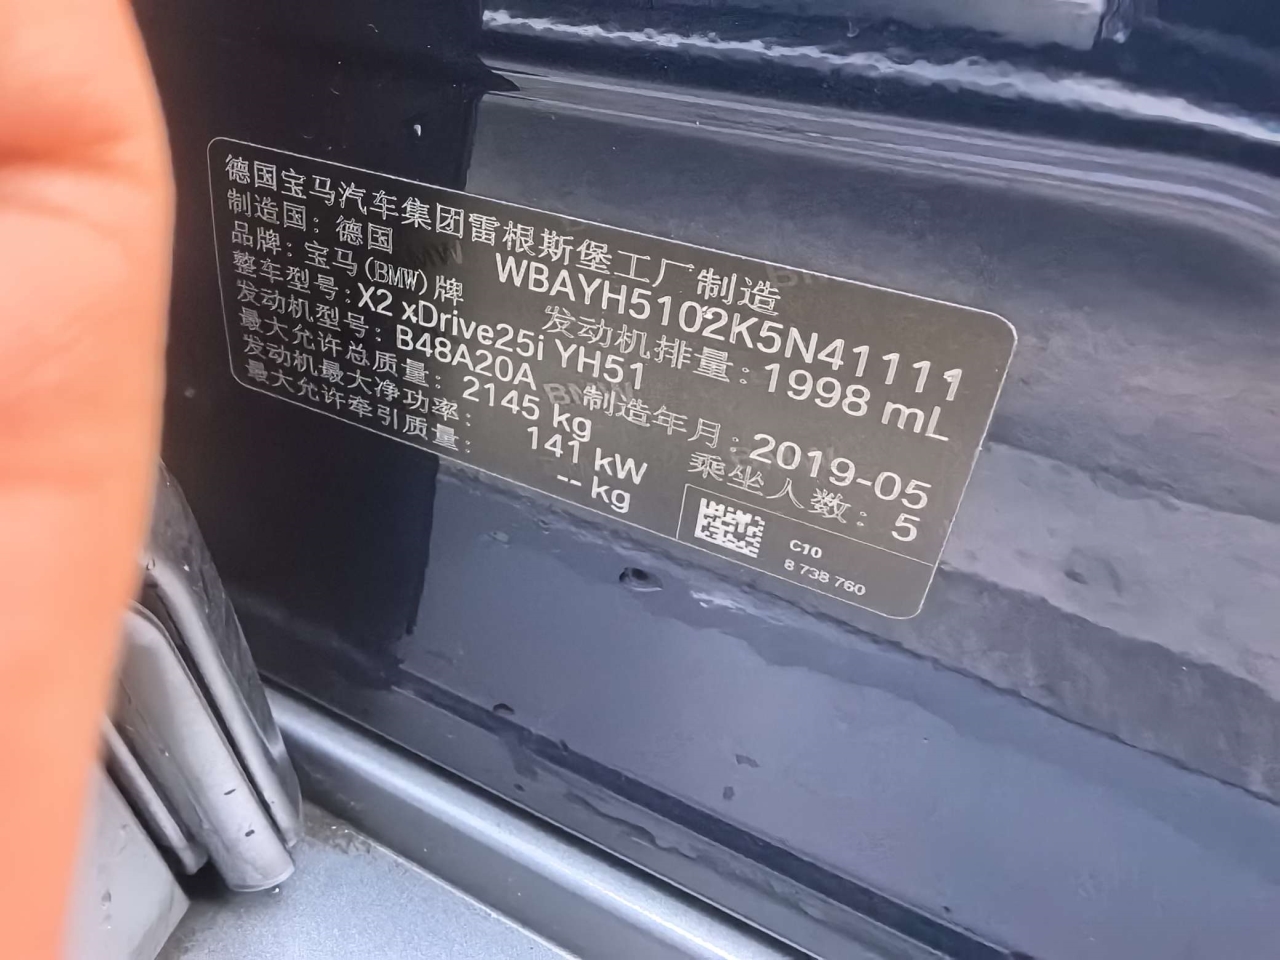 德国宝马汽车集团雷根斯堡工厂制造
制造国：德国 WBAYH5102K5N41111
品牌：宝马(BMW)牌 发动机排量：1998 mL
整车型号：X2 xDrive25i YH51
发动机型号：B48A20A 制造年月：2019-05
最大允许总质量：2145 kg 乘坐人数：5
发动机最大净功率：141 kW
最大允许牵引质量：-- kg
C10
8 738 760